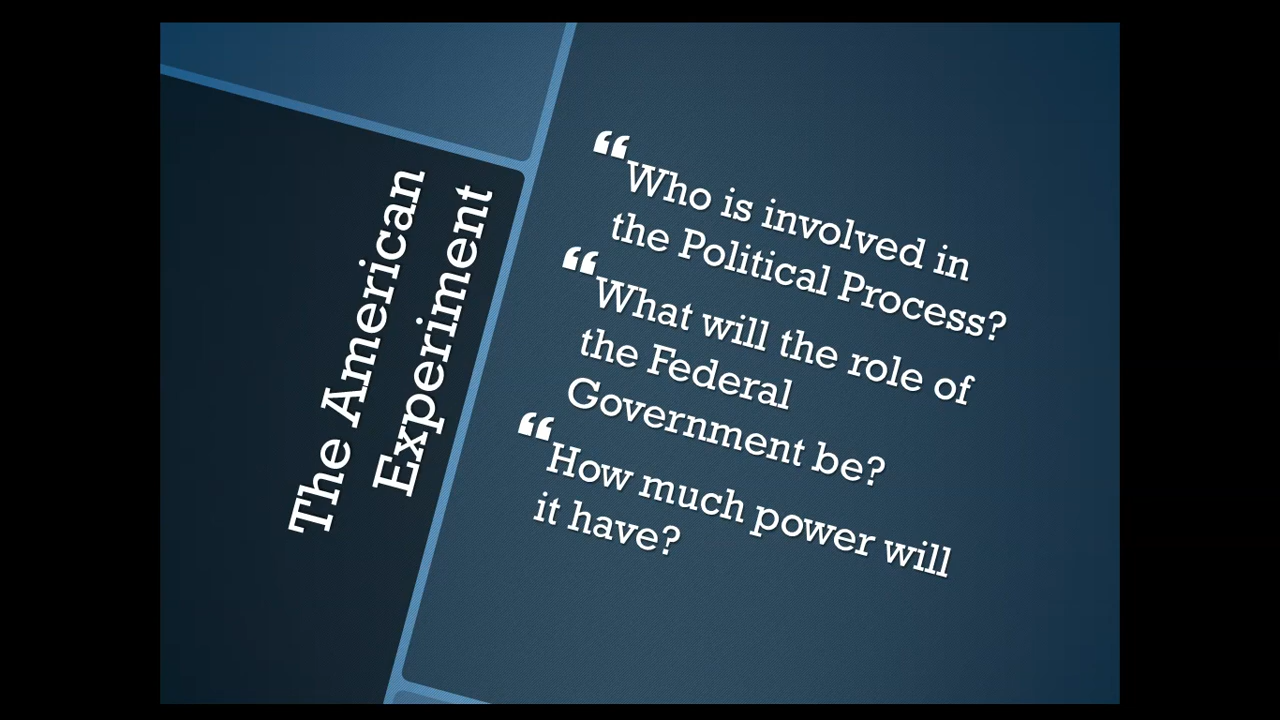 The American
Experiment
“Who is involved in
the Political Process?
“What will the role of
the Federal
Government be?
“How much power will
it have?